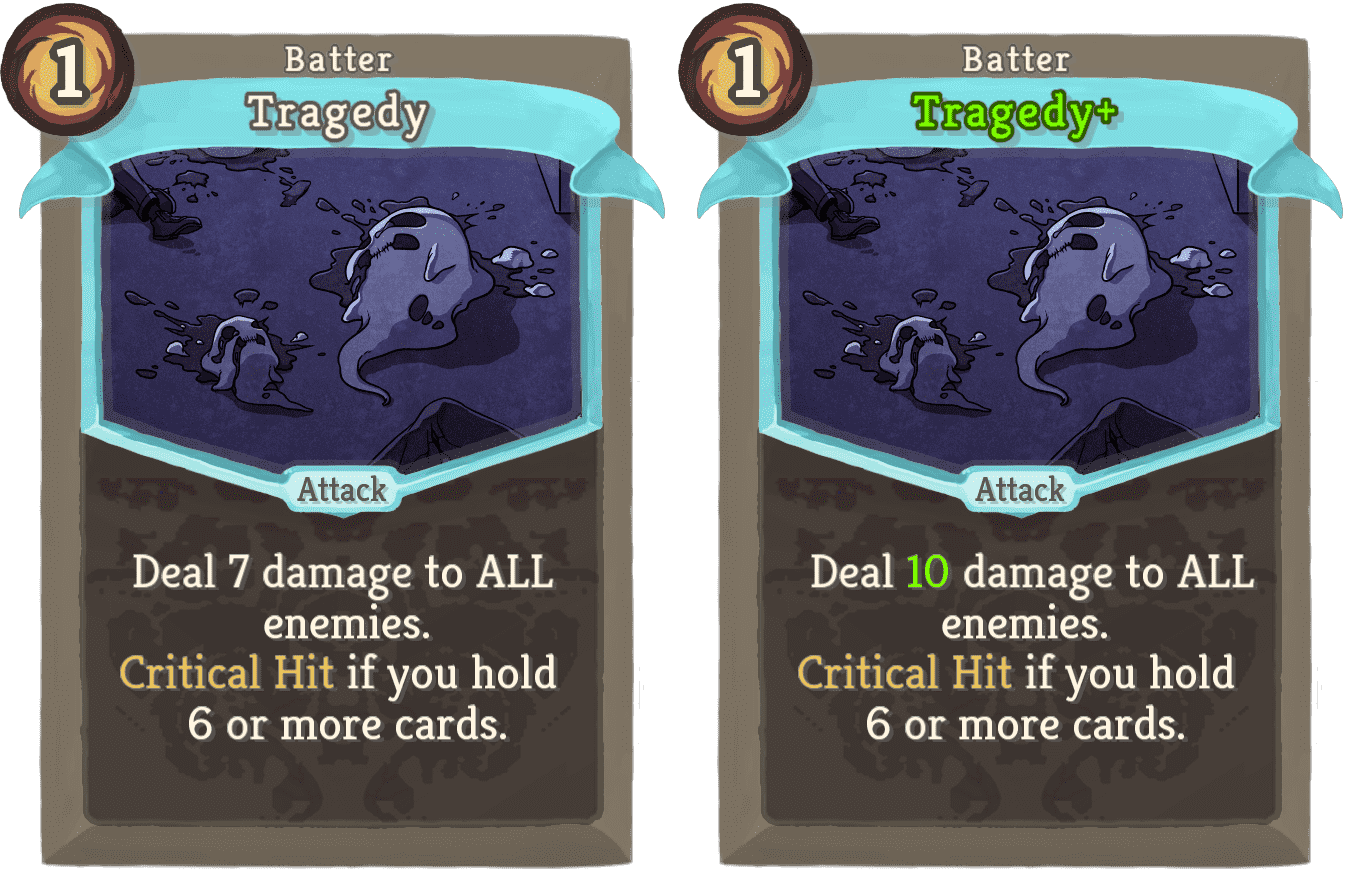 1
Batter
Tragedy
Attack
Deal 7 damage to ALL
enemies.
Critical Hit if you hold
6 or more cards.
1
Batter
Tragedy+
Attack
Deal 10 damage to ALL
enemies.
Critical Hit if you hold
6 or more cards.